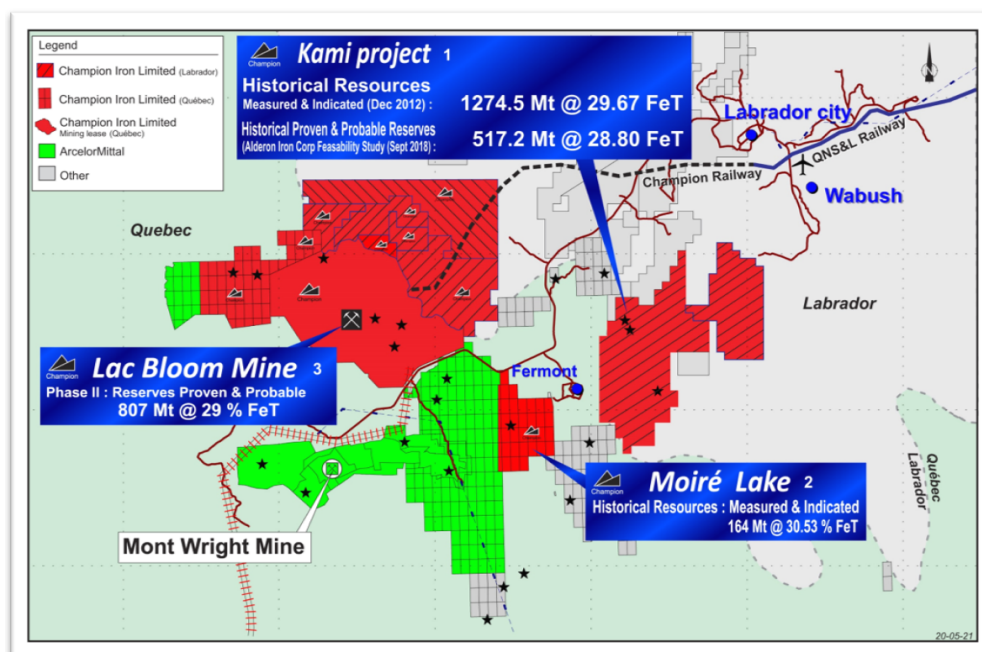 Legend
Champion Iron Limited (Labrador)
Champion Iron Limited (Québec)
Champion Iron Limited
Mining lease (Québec)
ArcelorMittal
Other
Champion
Kami project 1
Historical Resources
Measured & Indicated (Dec 2012) : 1274.5 Mt @ 29.67 FeT
Historical Proven & Probable Reserves
(Alderon Iron Corp Feasability Study (Sept 2018) : 517.2 Mt @ 28.80 FeT
Labrador city
QNS&L Railway
Champion Railway
Wabush
Quebec
Labrador
Champion
Lac Bloom Mine 3
Phase II : Reserves Proven & Probable
807 Mt @ 29 % FeT
Fermont
Champion
Moiré Lake 2
Historical Resources : Measured & Indicated
164 Mt @ 30.53 % FeT
Québec
Labrador
Mont Wright Mine
20-05-21